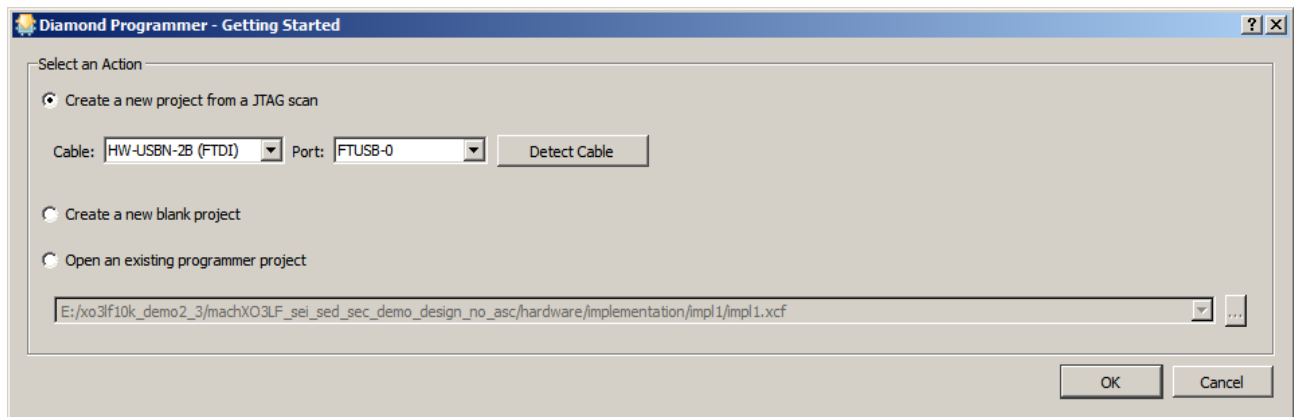 Diamond Programmer - Getting Started
Select an Action
Create a new project from a JTAG scan
Cable: HW-USBN-2B (FTDI) Port: FTUSB-0 Detect Cable
Create a new blank project
Open an existing programmer project
E:/xo3lf10k_demo2_3/machXO3LF_sei_sed_sec_demo_design_no_asc/hardware/implementation/impl1/impl1.xcf ...
OK Cancel